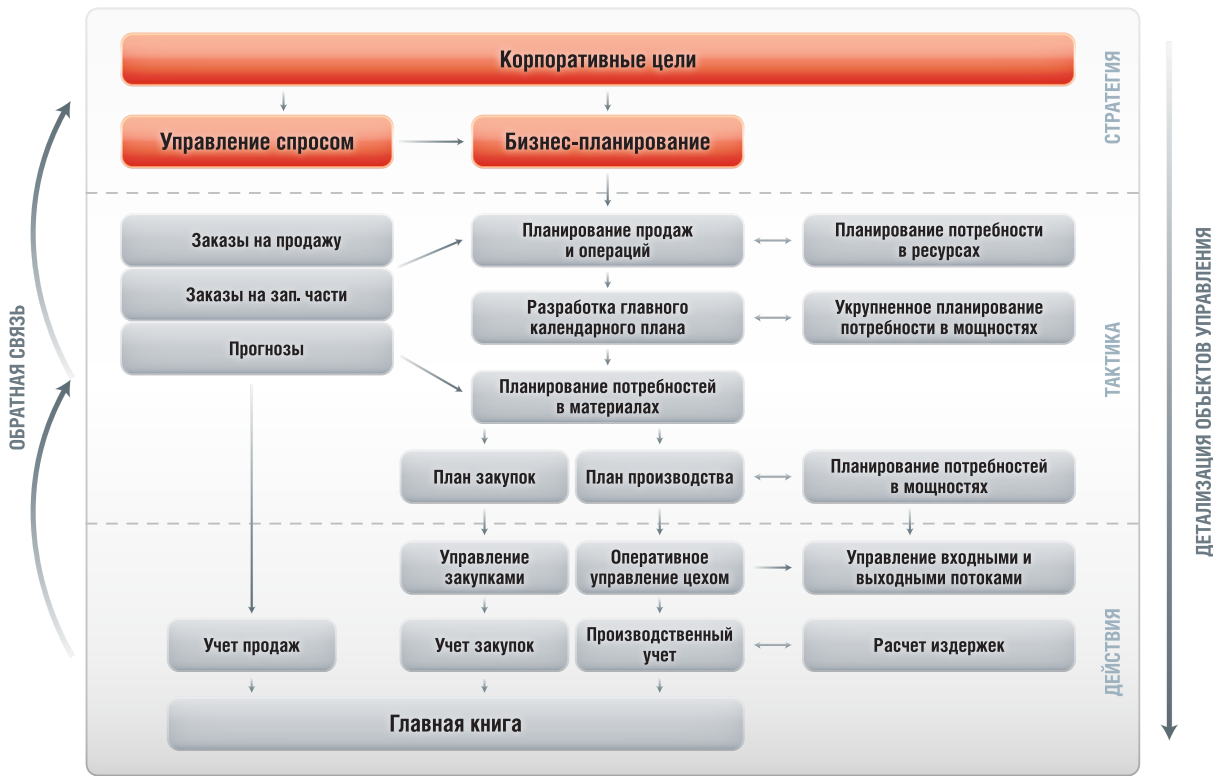 Корпоративные цели
Управление спросом
Бизнес-планирование
СТРАТЕГИЯ
Заказы на продажу
Заказы на зап. части
Прогнозы
Планирование продаж
и операций
Планирование потребности
в ресурсах
Разработка главного
календарного плана
Укрупненное планирование
потребности в мощностях
Планирование потребностей
в материалах
ТАКТИКА
План закупок
План производства
Планирование потребностей
в мощностях
Управление
закупками
Оперативное
управление цехом
Управление входными и
выходными потоками
Учет продаж
Учет закупок
Производственный
учет
Расчет издержек
ДЕЙСТВИЯ
Главная книга
ОБРАТНАЯ СВЯЗЬ
ДЕТАЛИЗАЦИЯ ОБЪЕКТОВ УПРАВЛЕНИЯ